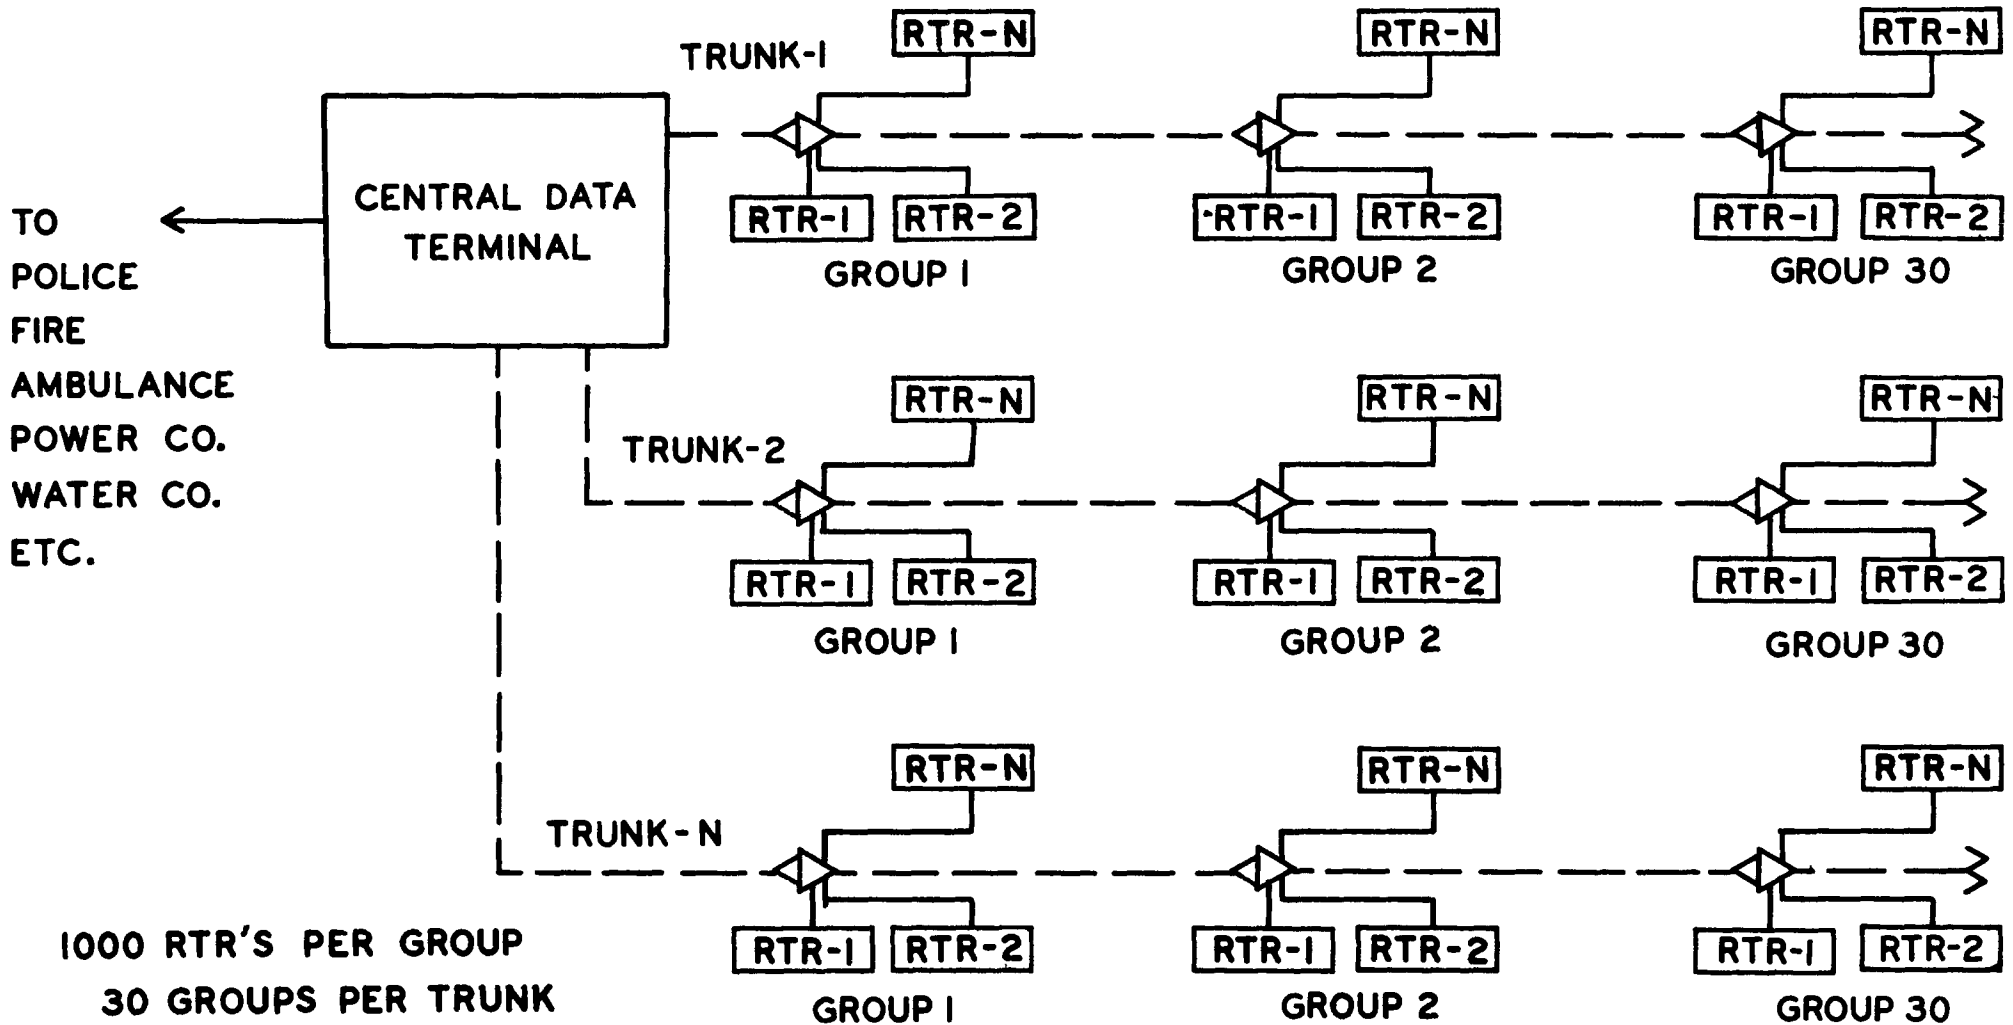 TRUNK-1
RTR-N
RTR-N
RTR-N
CENTRAL DATA
TERMINAL
RTR-1
RTR-2
GROUP 1
RTR-1
RTR-2
GROUP 2
RTR-1
RTR-2
GROUP 30
TO
POLICE
FIRE
AMBULANCE
POWER CO.
WATER CO.
ETC.
TRUNK-2
RTR-N
RTR-N
RTR-N
RTR-1
RTR-2
GROUP 1
RTR-1
RTR-2
GROUP 2
RTR-1
RTR-2
GROUP 30
TRUNK-N
RTR-N
RTR-N
RTR-N
RTR-1
RTR-2
GROUP 1
RTR-1
RTR-2
GROUP 2
RTR-1
RTR-2
GROUP 30
1000 RTR'S PER GROUP
30 GROUPS PER TRUNK